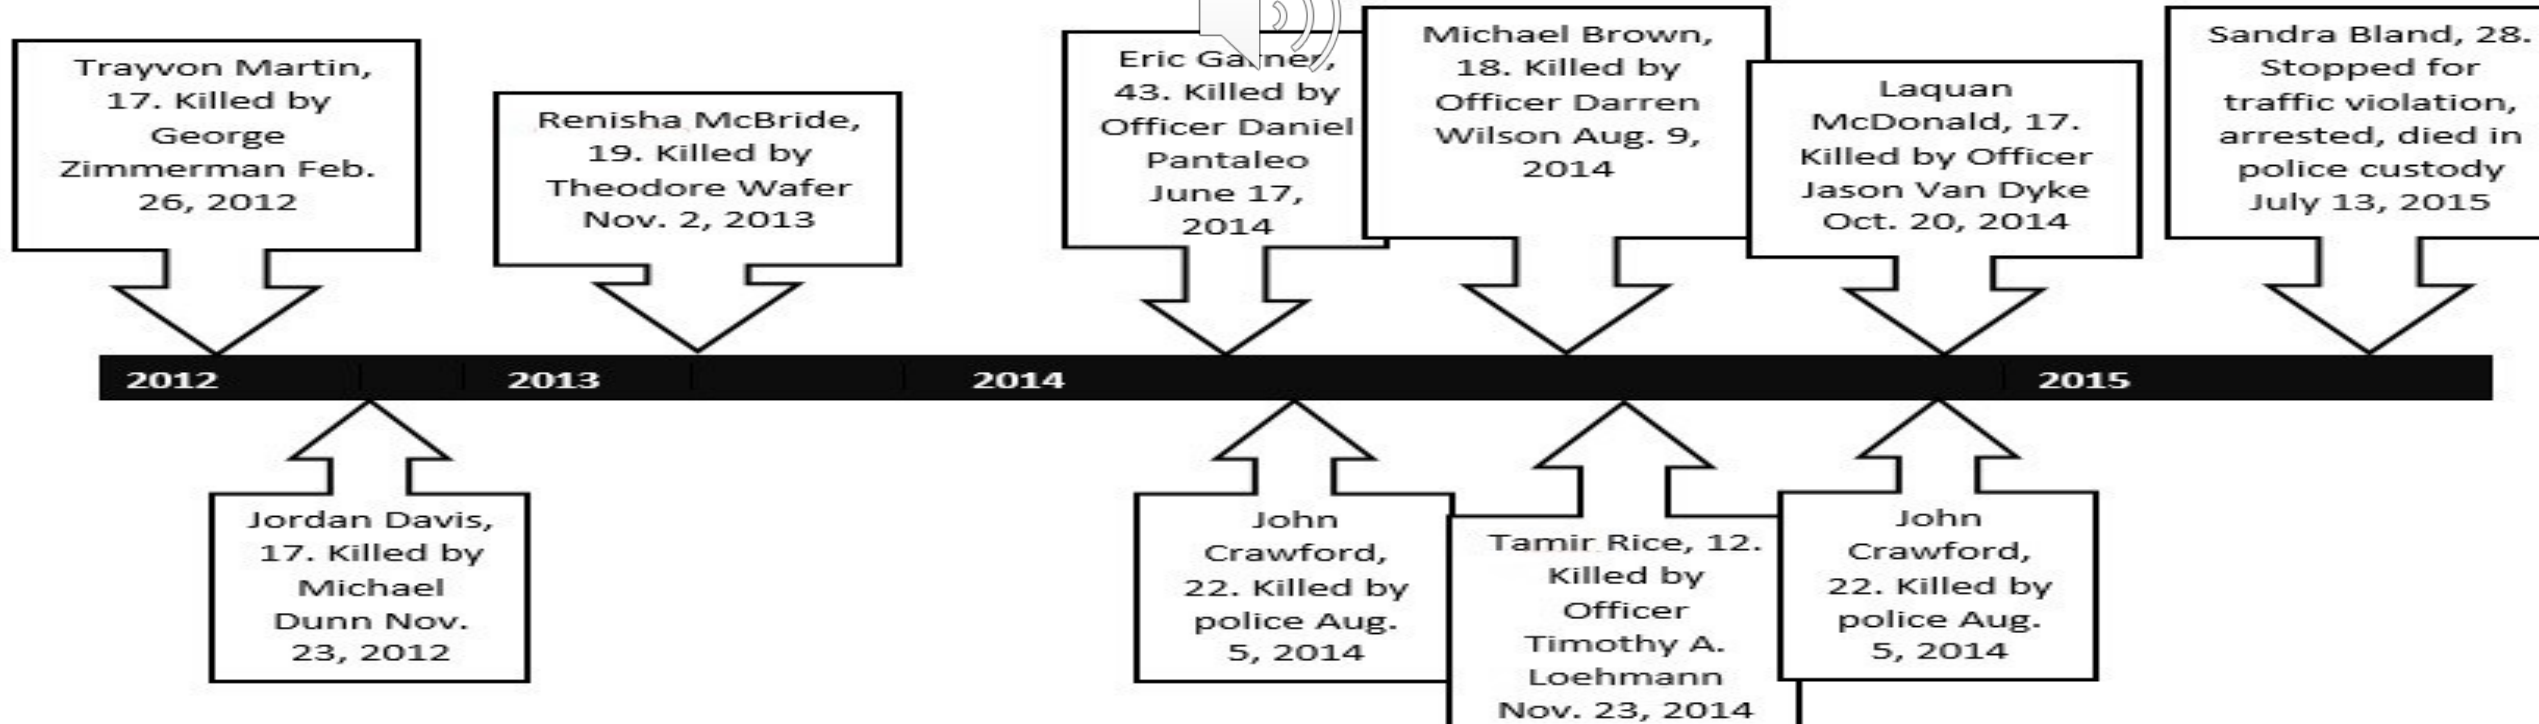 Trayvon Martin,
17. Killed by
George
Zimmerman Feb.
26, 2012
Renisha McBride,
19. Killed by
Theodore Wafer
Nov. 2, 2013
Eric Garner,
43. Killed by
Officer Daniel
Pantaleo
June 17,
2014
Michael Brown,
18. Killed by
Officer Darren
Wilson Aug. 9,
2014
Laquan
McDonald, 17.
Killed by Officer
Jason Van Dyke
Oct. 20, 2014
Sandra Bland, 28.
Stopped for
traffic violation,
arrested, died in
police custody
July 13, 2015
2012
2013
2014
2015
Jordan Davis,
17. Killed by
Michael
Dunn Nov.
23, 2012
John
Crawford,
22. Killed by
police Aug.
5, 2014
Tamir Rice, 12.
Killed by
Officer
Timothy A.
Loehmann
Nov. 23, 2014
John
Crawford,
22. Killed by
police Aug.
5, 2014